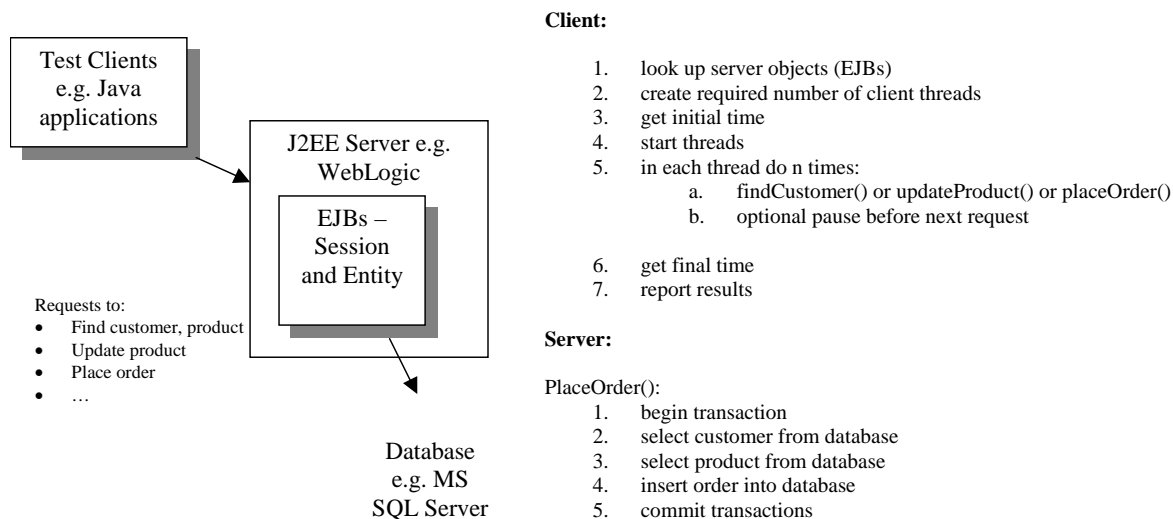 Test Clients
e.g. Java
applications
J2EE Server e.g.
WebLogic
EJBs –
Session
and Entity
Requests to:
• Find customer, product
• Update product
• Place order
• …
Database
e.g. MS
SQL Server
Client:
1. look up server objects (EJBs)
2. create required number of client threads
3. get initial time
4. start threads
5. in each thread do n times:
a. findCustomer() or updateProduct() or placeOrder()
b. optional pause before next request
6. get final time
7. report results
Server:
PlaceOrder():
1. begin transaction
2. select customer from database
3. select product from database
4. insert order into database
5. commit transactions